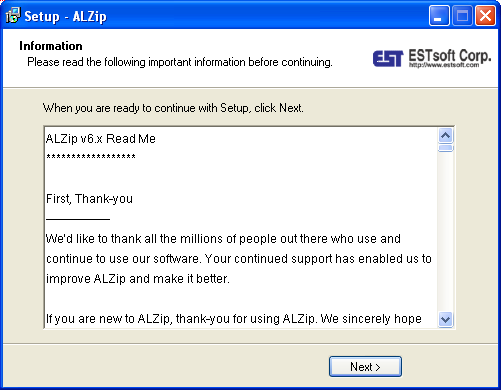 Setup - ALZip
Information
Please read the following important information before continuing.
EST ESTsoft Corp.
http://www.estsoft.com
When you are ready to continue with Setup, click Next.
ALZip v6.x Read Me
******************
First, Thank-you
___________
We'd like to thank all the millions of people out there who use and
continue to use our software. Your continued support has enabled us to
improve ALZip and make it better.
If you are new to ALZip, thank-you for using ALZip. We sincerely hope
Next >